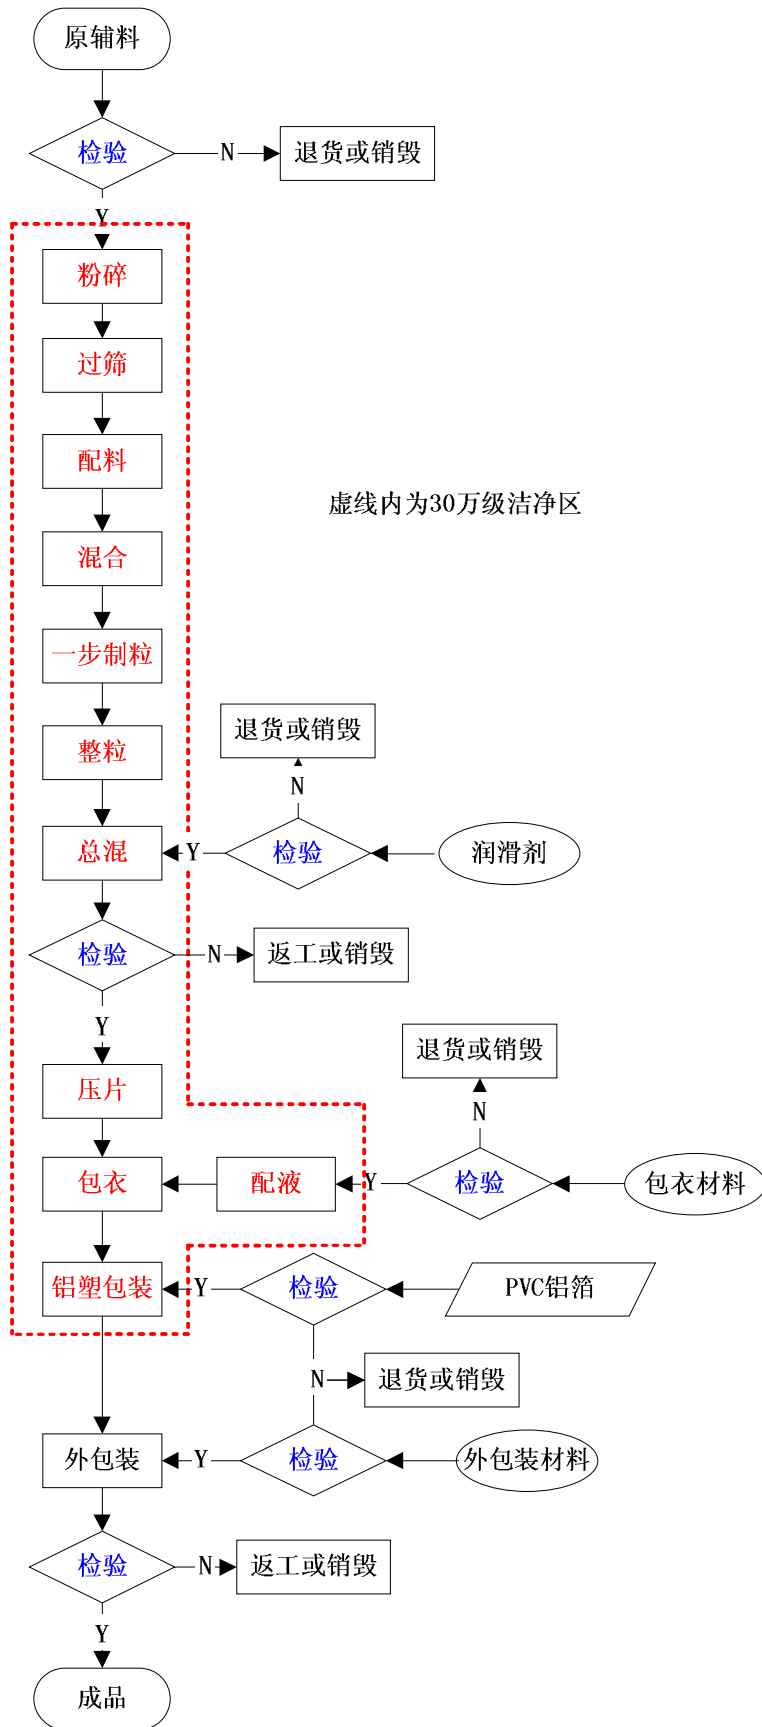 原辅料
检验
N
退货或销毁
Y
粉碎
过筛
配料
虚线内为30万级洁净区
混合
一步制粒
整粒
退货或销毁
N
总混
Y
检验
润滑剂
检验
N
返工或销毁
Y
退货或销毁
压片
N
包衣
配液
Y
检验
包衣材料
铝塑包装
Y
检验
PVC铝箔
N
退货或销毁
外包装
Y
检验
外包装材料
检验
N
返工或销毁
Y
成品